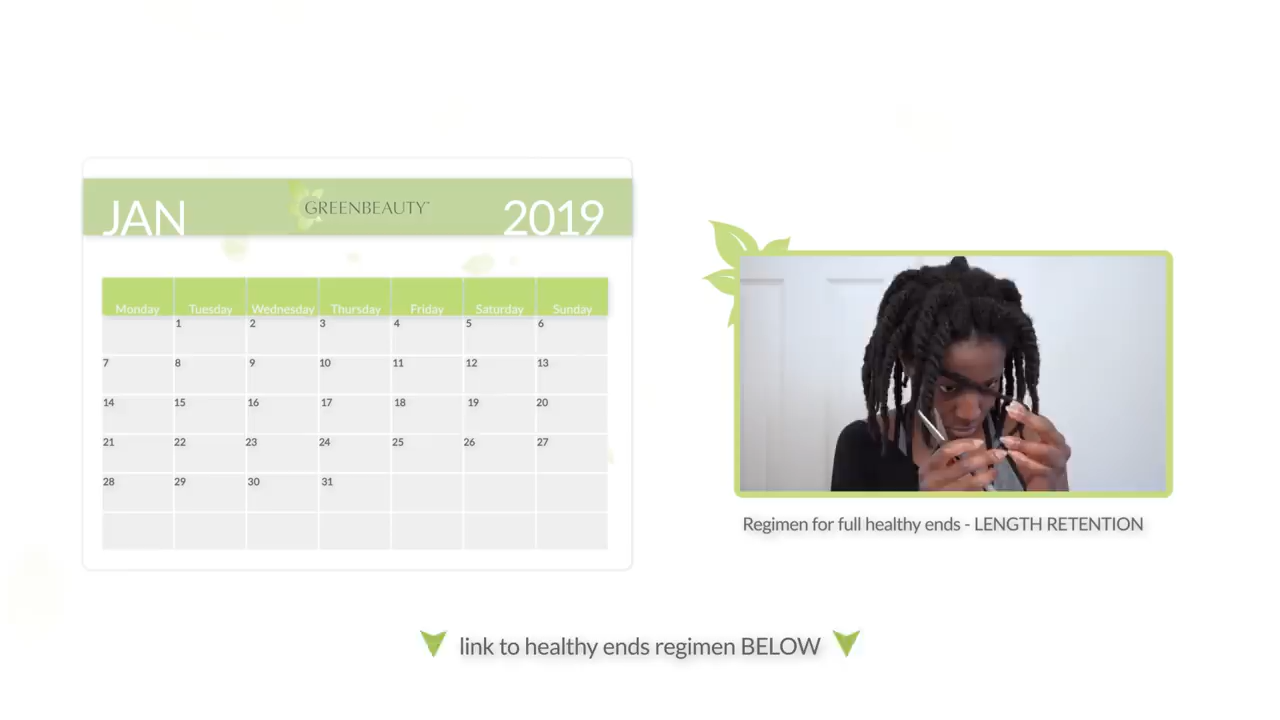 JAN GREENBEAUTY™ 2019
Monday Tuesday Wednesday Thursday Friday Saturday Sunday
1 2 3 4 5 6
7 8 9 10 11 12 13
14 15 16 17 18 19 20
21 22 23 24 25 26 27
28 29 30 31
Regimen for full healthy ends - LENGTH RETENTION
link to healthy ends regimen BELOW